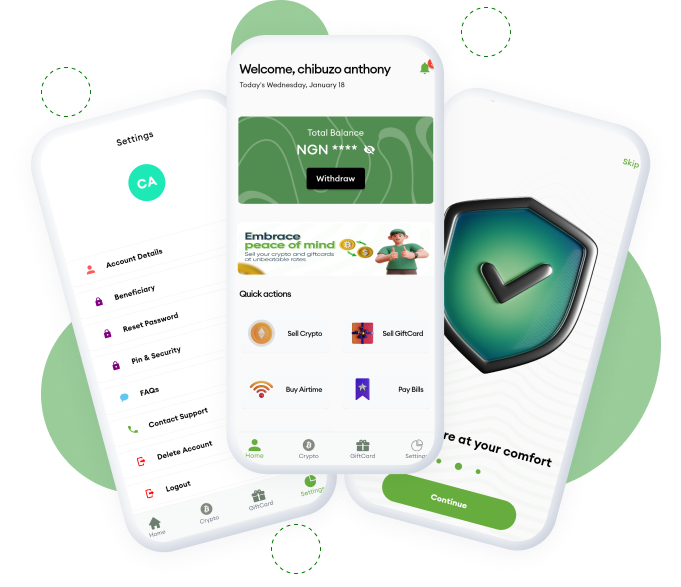 Settings
CA
Account Details
Beneficiary
Reset Password
Pin & Security
FAQs
Contact Support
Delete Account
Logout
Home
Crypto
GiftCard
Settings
Welcome, chibuzo anthony
Today's Wednesday, January 18
Total Balance
NGN ****
Withdraw
Embrace
peace of mind
Sell your crypto and giftcards
at unbeatable rates
Quick actions
Sell Crypto
Sell GiftCard
Buy Airtime
Pay Bills
Home
Crypto
GiftCard
Settings
Skip
re at your comfort
Continue